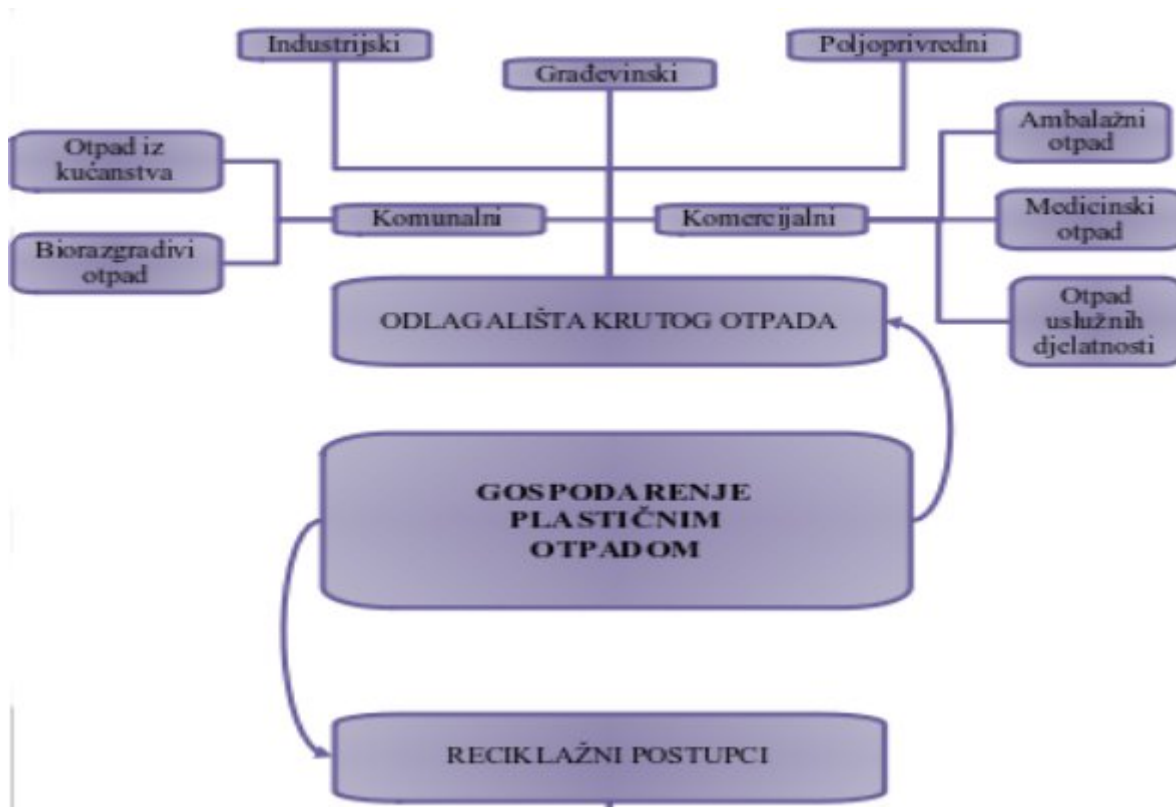 Industrijski
Građevinski
Poljoprivredni
Otpad iz
kućanstva
Biorazgradivi
otpad
Komunalni
Komercijalni
Ambalažni
otpad
Medicinski
otpad
Otpad
uslužnih
djelatnosti
ODLAGALIŠTA KRUTOG OTPADA
GOSPODARENJE
PLASTIČNIM
OTPADOM
RECIKLAŽNI POSTUPCI